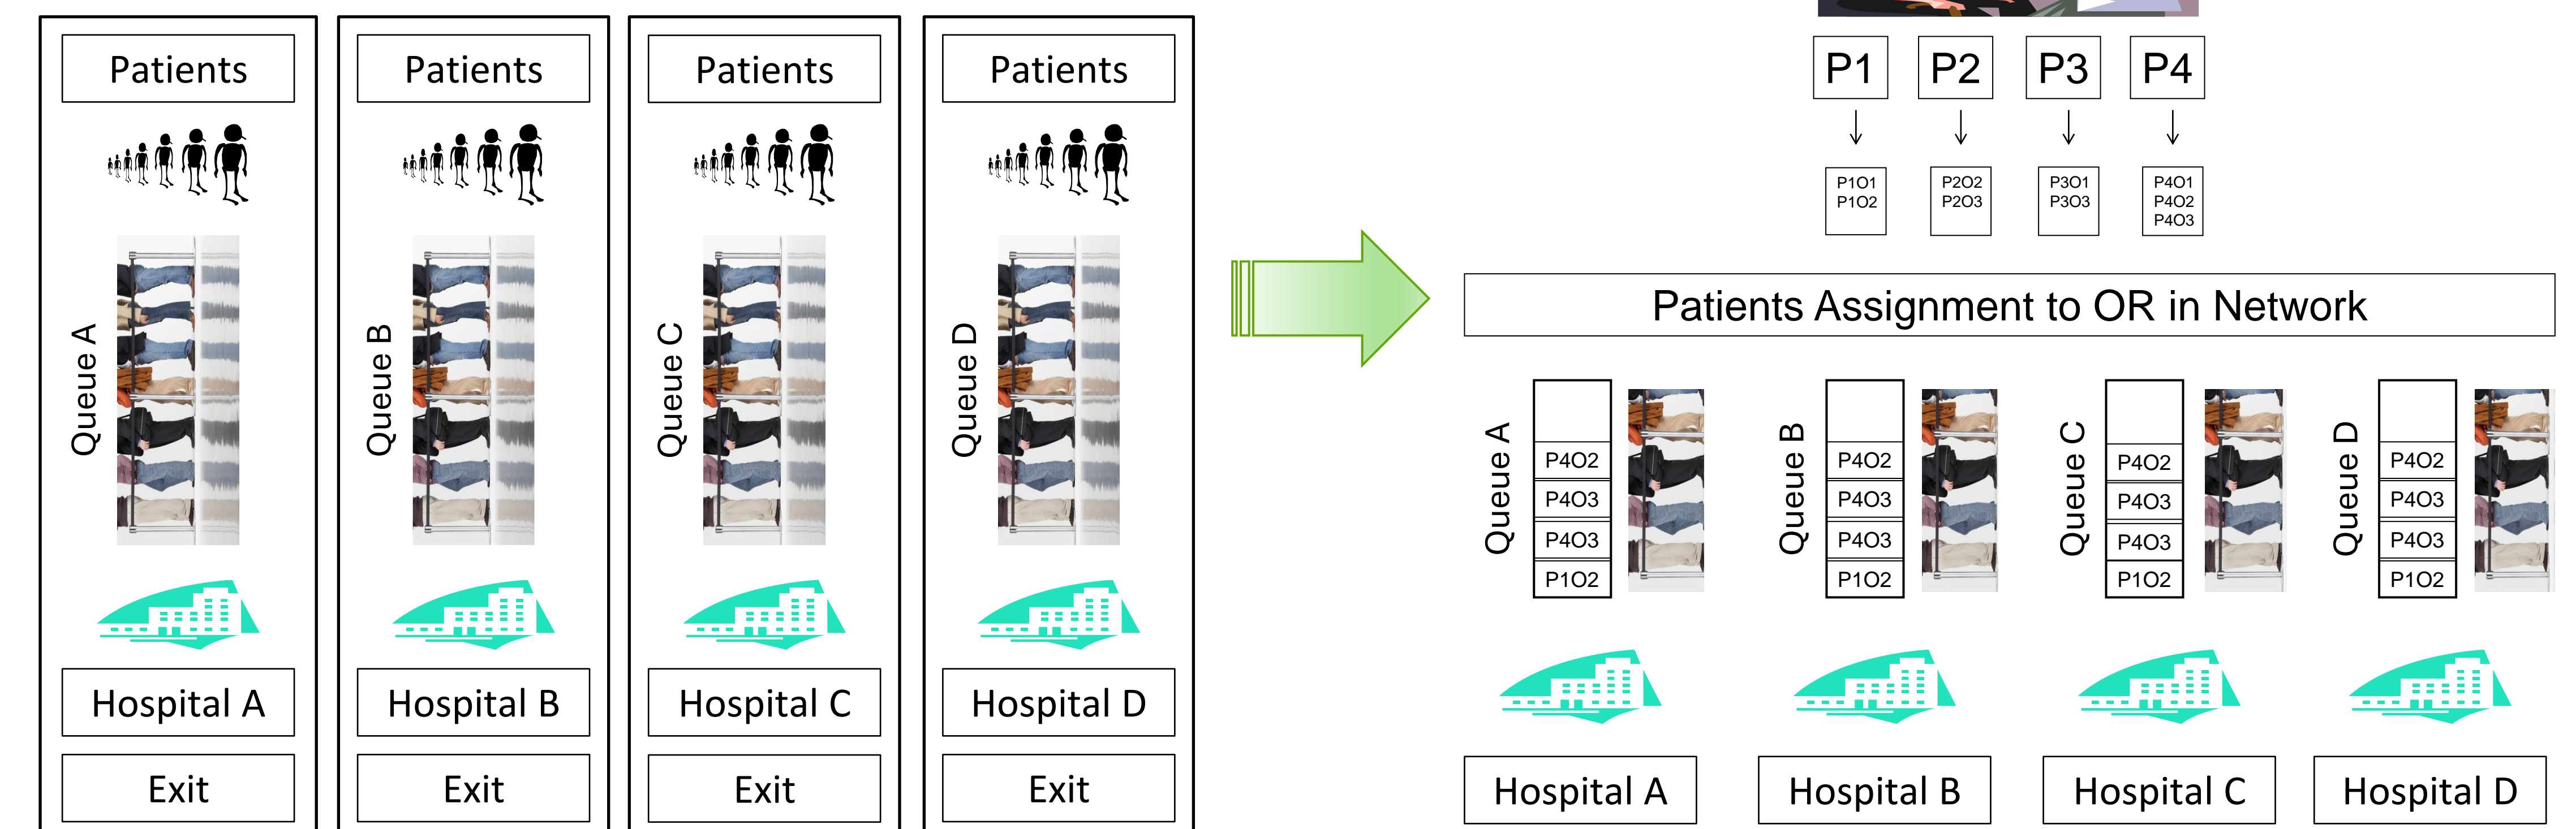 Patients
Queue A
Hospital A
Exit
Patients
Queue B
Hospital B
Exit
Patients
Queue C
Hospital C
Exit
Patients
Queue D
Hospital D
Exit
P1
P2
P3
P4
P1O1
P1O2
P2O2
P2O3
P3O1
P3O3
P4O1
P4O2
P4O3
Patients Assignment to OR in Network
Queue A
P4O2
P4O3
P4O3
P1O2
Queue B
P4O2
P4O3
P4O3
P1O2
Queue C
P4O2
P4O3
P4O3
P1O2
Queue D
P4O2
P4O3
P4O3
P1O2
Hospital A
Hospital B
Hospital C
Hospital D